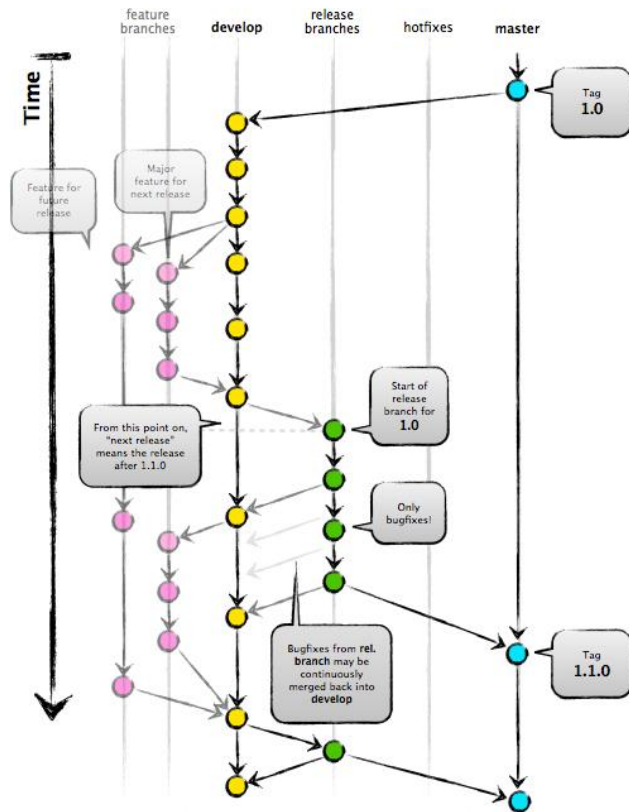 feature
branches
develop
release
branches
hotfixes
master
Time
Tag
1.0
Major
feature for
next release
Feature for
future
release
Start of
release
branch for
1.0
From this point on,
"next release"
means the release
after 1.1.0
Only
bugfixes!
Bugfixes from rel.
branch may be
continuously
merged back into
develop
Tag
1.1.0